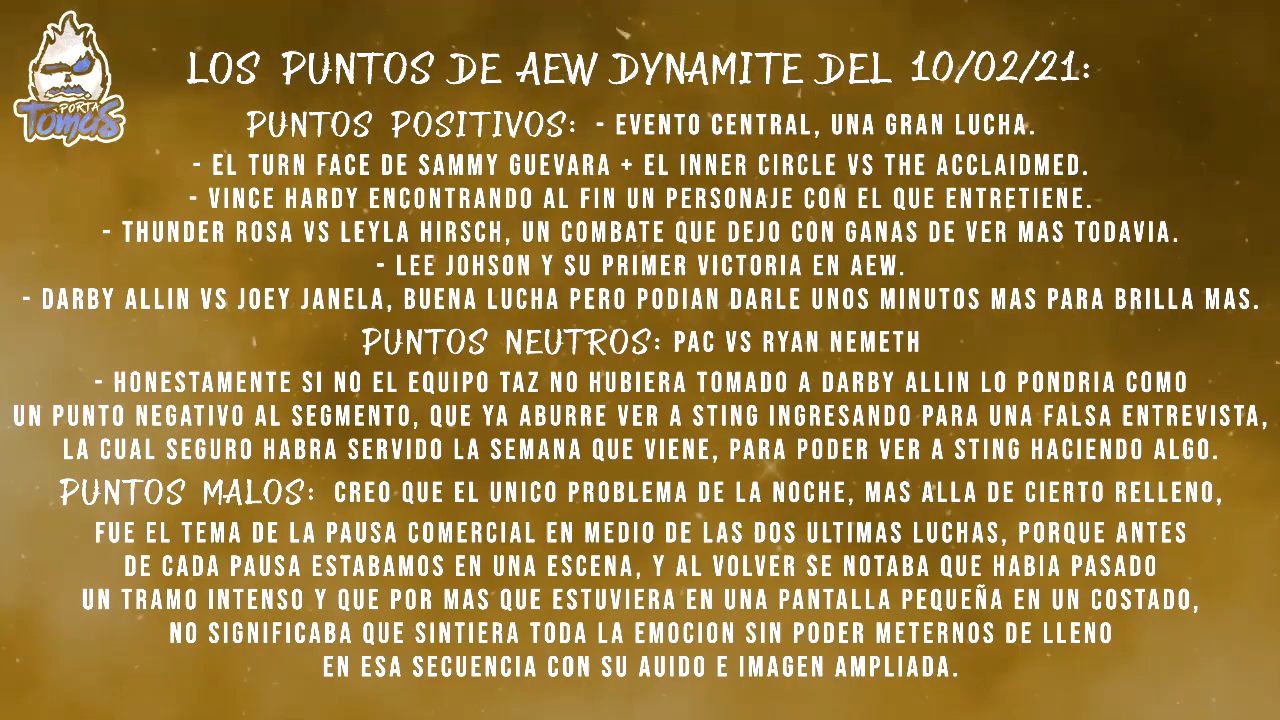 PORTA
TomaS
LOS PUNTOS DE AEW DYNAMITE DEL 10/02/21:
PUNTOS POSITIVOS: - EVENTO CENTRAL, UNA GRAN LUCHA.
- EL TURN FACE DE SAMMY GUEVARA + EL INNER CIRCLE VS THE ACCLAIDMED.
- VINCE HARDY ENCONTRANDO AL FIN UN PERSONAJE CON EL QUE ENTRETIENE.
- THUNDER ROSA VS LEYLA HIRSCH, UN COMBATE QUE DEJO CON GANAS DE VER MAS TODAVIA.
- LEE JOHSON Y SU PRIMER VICTORIA EN AEW.
- DARBY ALLIN VS JOEY JANELA, BUENA LUCHA PERO PODIAN DARLE UNOS MINUTOS MAS PARA BRILLA MAS.
PUNTOS NEUTROS: PAC VS RYAN NEMETH
- HONESTAMENTE SI NO EL EQUIPO TAZ NO HUBIERA TOMADO A DARBY ALLIN LO PONDRIA COMO
UN PUNTO NEGATIVO AL SEGMENTO, QUE YA ABURRE VER A STING INGRESANDO PARA UNA FALSA ENTREVISTA,
LA CUAL SEGURO HABRA SERVIDO LA SEMANA QUE VIENE, PARA PODER VER A STING HACIENDO ALGO.
PUNTOS MALOS: CREO QUE EL UNICO PROBLEMA DE LA NOCHE, MAS ALLA DE CIERTO RELLENO,
FUE EL TEMA DE LA PAUSA COMERCIAL EN MEDIO DE LAS DOS ULTIMAS LUCHAS, PORQUE ANTES
DE CADA PAUSA ESTABAMOS EN UNA ESCENA, Y AL VOLVER SE NOTABA QUE HABIA PASADO
UN TRAMO INTENSO Y QUE POR MAS QUE ESTUVIERA EN UNA PANTALLA PEQUEÑA EN UN COSTADO,
NO SIGNIFICABA QUE SINTIERA TODA LA EMOCION SIN PODER METERNOS DE LLENO
EN ESA SECUENCIA CON SU AUIDO E IMAGEN AMPLIADA.